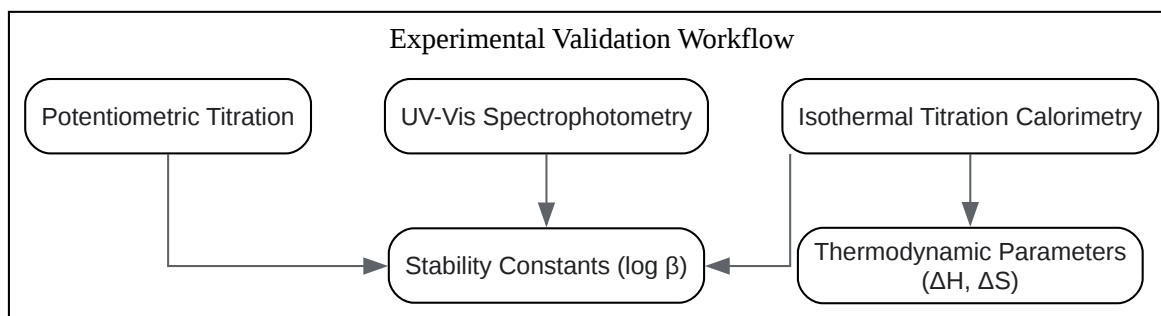 Experimental Validation Workflow
Potentiometric Titration
UV-Vis Spectrophotometry
Isothermal Titration Calorimetry
Stability Constants (log β)
Thermodynamic Parameters
(ΔH, ΔS)